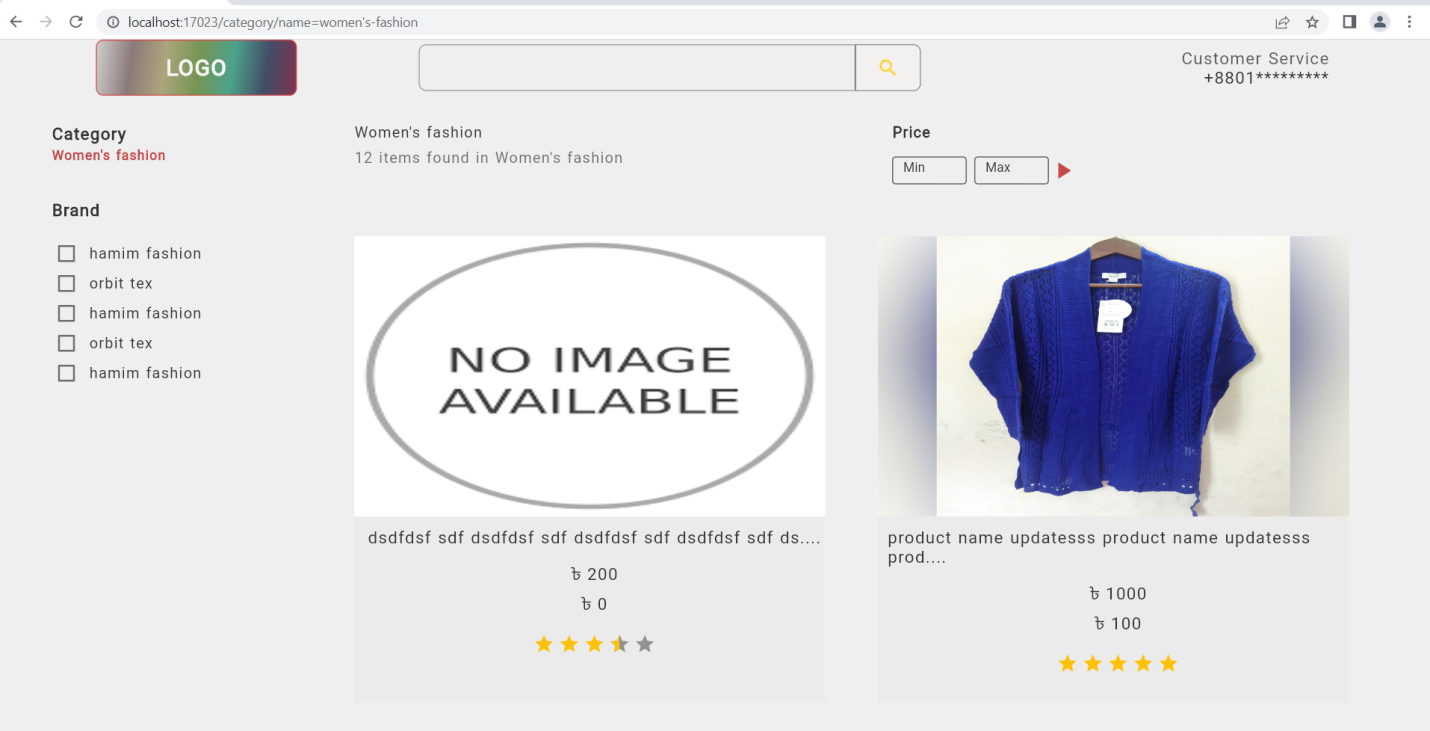 localhost:17023/category/name=women's-fashion
LOGO
Customer Service
+8801*********
Category
Women's fashion
Women's fashion
12 items found in Women's fashion
Price
Min
Max
Brand
hamim fashion
orbit tex
hamim fashion
orbit tex
hamim fashion
NO IMAGE
AVAILABLE
dsdfdsf sdf dsdfdsf sdf dsdfdsf sdf dsdfdsf sdf ds....
৳ 200
৳ 0
product name updatesss product name updatesss
prod....
৳ 1000
৳ 100